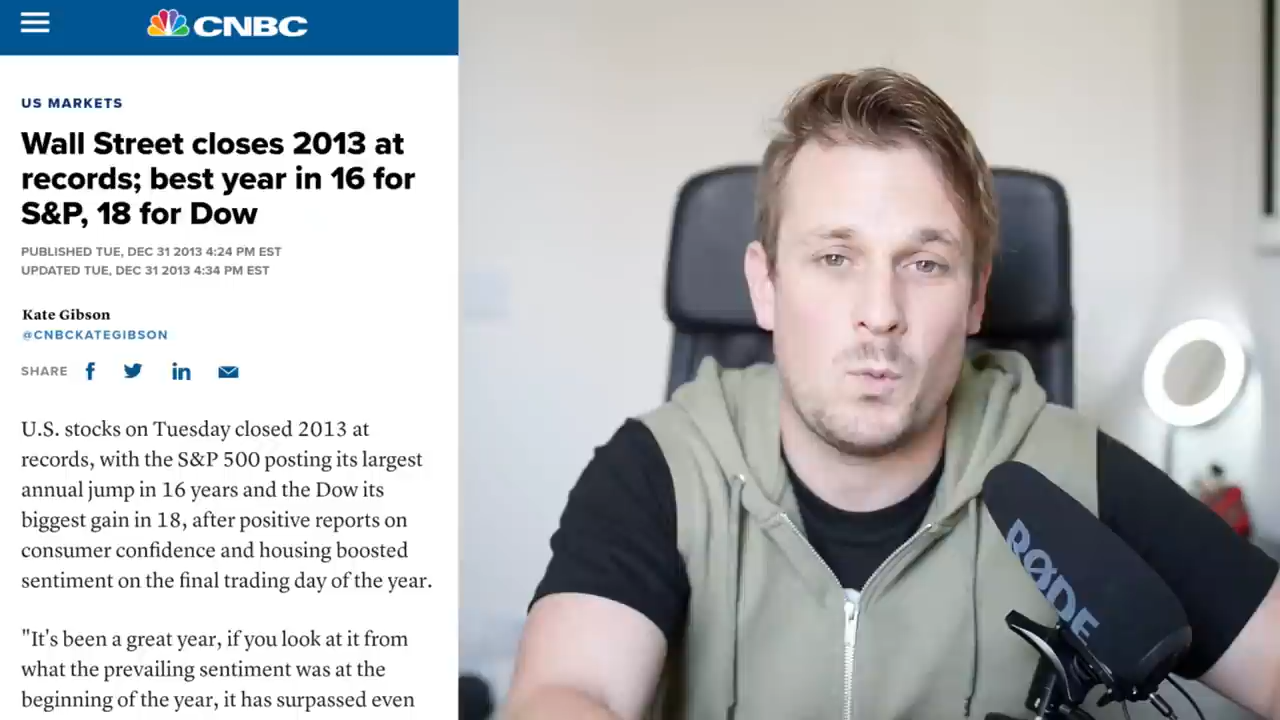 CNBC
US MARKETS
Wall Street closes 2013 at
records; best year in 16 for
S&P, 18 for Dow
PUBLISHED TUE, DEC 31 2013 4:24 PM EST
UPDATED TUE, DEC 31 2013 4:34 PM EST
Kate Gibson
@CNBCKATEGIBSON
SHARE
U.S. stocks on Tuesday closed 2013 at
records, with the S&P 500 posting its largest
annual jump in 16 years and the Dow its
biggest gain in 18, after positive reports on
consumer confidence and housing boosted
sentiment on the final trading day of the year.
"It's been a great year, if you look at it from
what the prevailing sentiment was at the
beginning of the year, it has surpassed even
RØDE